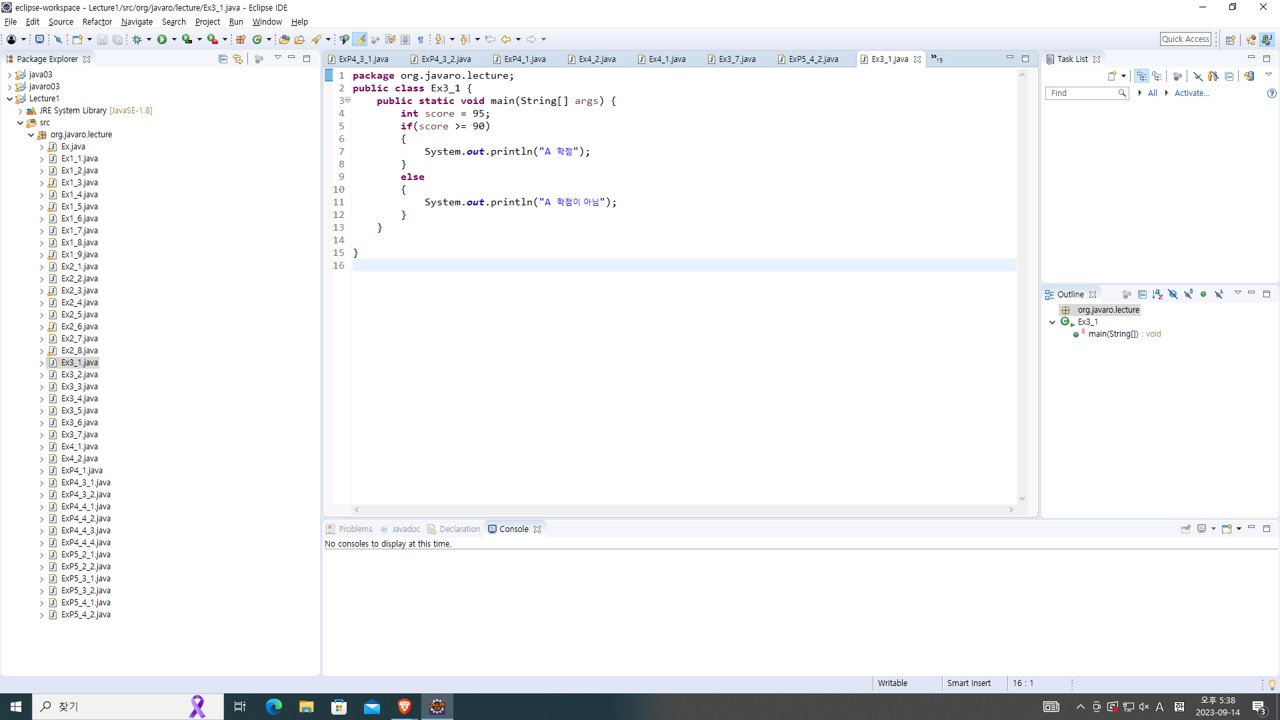 eclipse-workspace - Lecture1/src/org/javaro/lecture/Ex3_1.java - Eclipse IDE
File Edit Source Refactor Navigate Search Project Run Window Help
Quick Access
Package Explorer
java03
javaro03
Lecture1
JRE System Library [JavaSE-1.8]
src
org.javaro.lecture
Ex.java
Ex1_1.java
Ex1_2.java
Ex1_3.java
Ex1_4.java
Ex1_5.java
Ex1_6.java
Ex1_7.java
Ex1_8.java
Ex1_9.java
Ex2_1.java
Ex2_2.java
Ex2_3.java
Ex2_4.java
Ex2_5.java
Ex2_6.java
Ex2_7.java
Ex2_8.java
Ex3_1.java
Ex3_2.java
Ex3_3.java
Ex3_4.java
Ex3_5.java
Ex3_6.java
Ex3_7.java
Ex4_1.java
Ex4_2.java
ExP4_1.java
ExP4_3_1.java
ExP4_3_2.java
ExP4_4_1.java
ExP4_4_2.java
ExP4_4_3.java
ExP4_4_4.java
ExP5_2_1.java
ExP5_2_2.java
ExP5_3_1.java
ExP5_3_2.java
ExP5_4_1.java
ExP5_4_2.java
ExP4_3_1.java ExP4_3_2.java ExP4_1.java Ex4_2.java Ex4_1.java Ex3_7.java ExP5_4_2.java Ex3_1.java 19
1 package org.javaro.lecture;
2 public class Ex3_1 {
3 public static void main(String[] args) {
4 int score = 95;
5 if(score >= 90)
6 {
7 System.out.println("A 학점");
8 }
9 else
10 {
11 System.out.println("A 학점이 아님");
12 }
13 }
14
15 }
16
Problems Javadoc Declaration Console
No consoles to display at this time.
Task List
Find All Activate...
Outline
org.javaro.lecture
Ex3_1
main(String[]) : void
Writable Smart Insert 16 : 1
찾기
A 漢 오후 5:38
2023-09-14 3